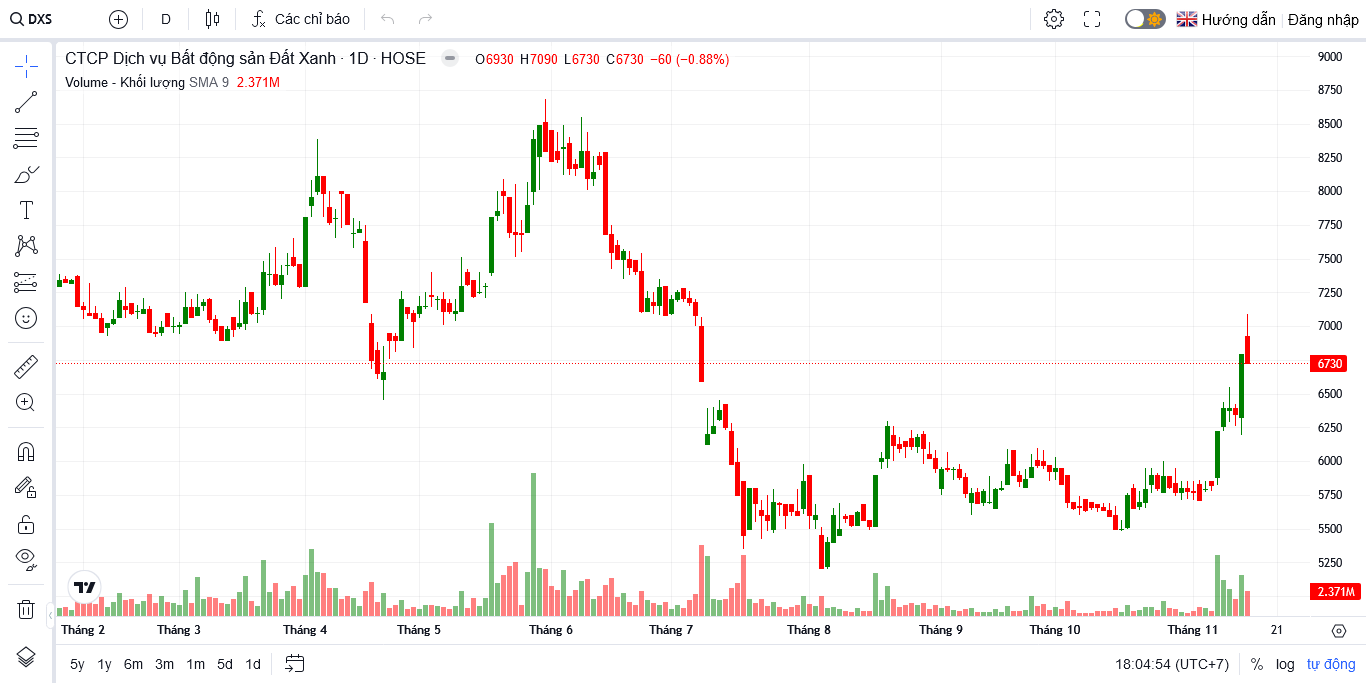 DXS
D
Các chỉ báo
Hướng dẫn
Đăng nhập
CTCP Dịch vụ Bất động sản Đất Xanh · 1D · HOSE
O6930 H7090 L6730 C6730 −60 (−0.88%)
Volume - Khối lượng SMA 9 2.371M
9000
8750
8500
8250
8000
7750
7500
7250
7000
6730
6500
6250
6000
5750
5500
5250
2.371M
Tháng 2 Tháng 3 Tháng 4 Tháng 5 Tháng 6 Tháng 7 Tháng 8 Tháng 9 Tháng 10 Tháng 11 21
5y 1y 6m 3m 1m 5d 1d
18:04:54 (UTC+7) % log tự động